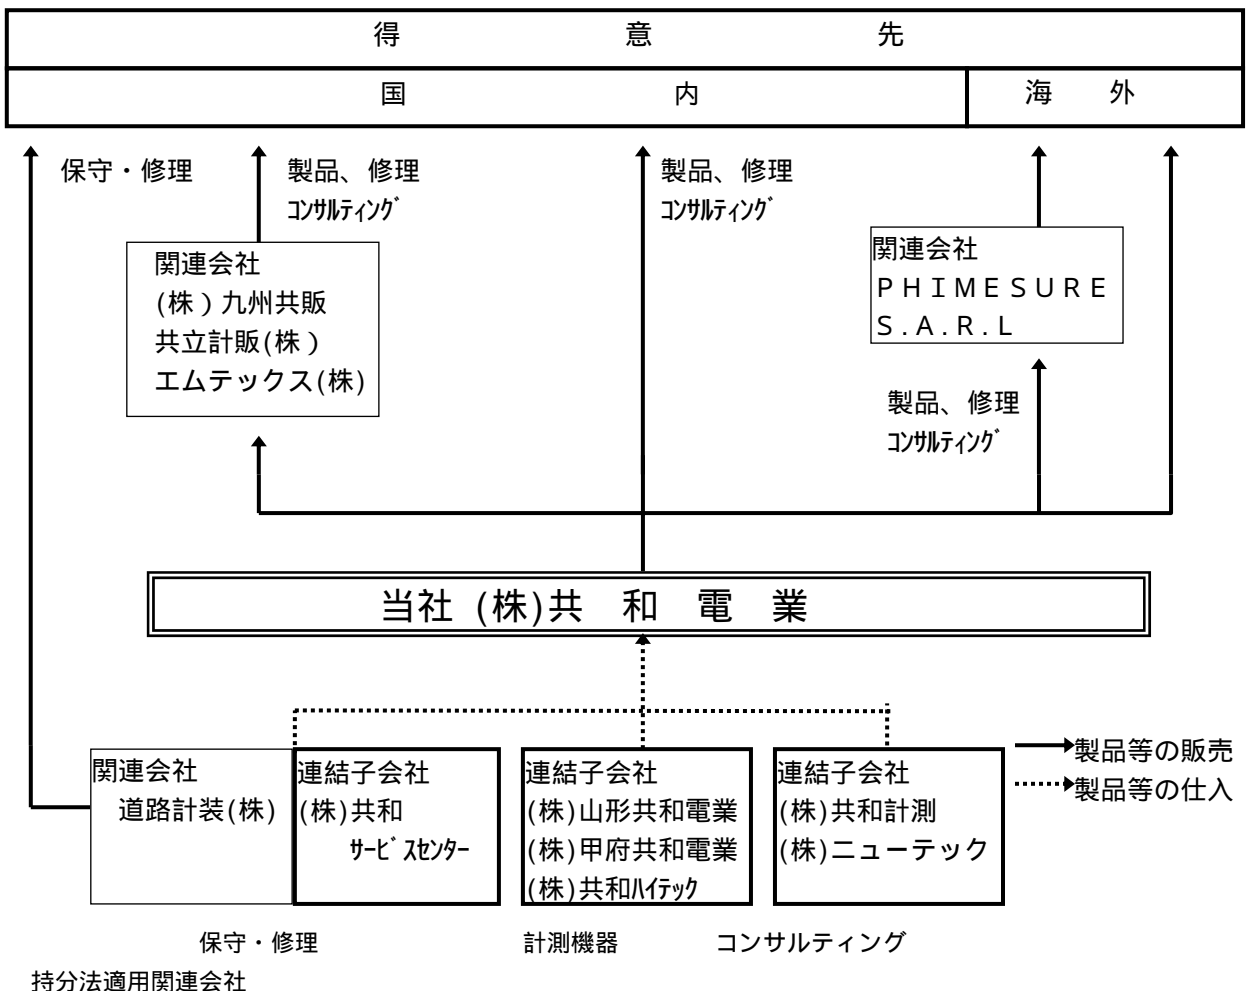 得意先
国内 海外
保守・修理
製品、修理
コンサルティング
製品、修理
コンサルティング
関連会社
(株)九州共販
共立計販(株)
エムテックス(株)
関連会社
PHIMESURE
S.A.R.L
製品、修理
コンサルティング
当社 (株)共和電業
関連会社
道路計装(株)
連結子会社
(株)共和
サービスセンター
連結子会社
(株)山形共和電業
(株)甲府共和電業
(株)共和ハイテック
連結子会社
(株)共和計測
(株)ニューテック
製品等の販売
製品等の仕入
保守・修理 計測機器 コンサルティング
持分法適用関連会社